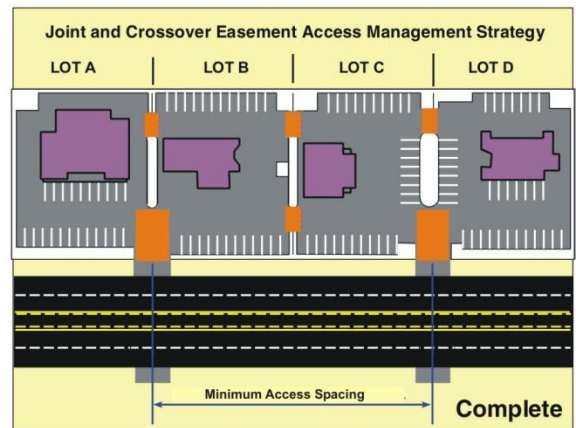 Joint and Crossover Easement Access Management Strategy
LOT A LOT B LOT C LOT D
Minimum Access Spacing
Complete